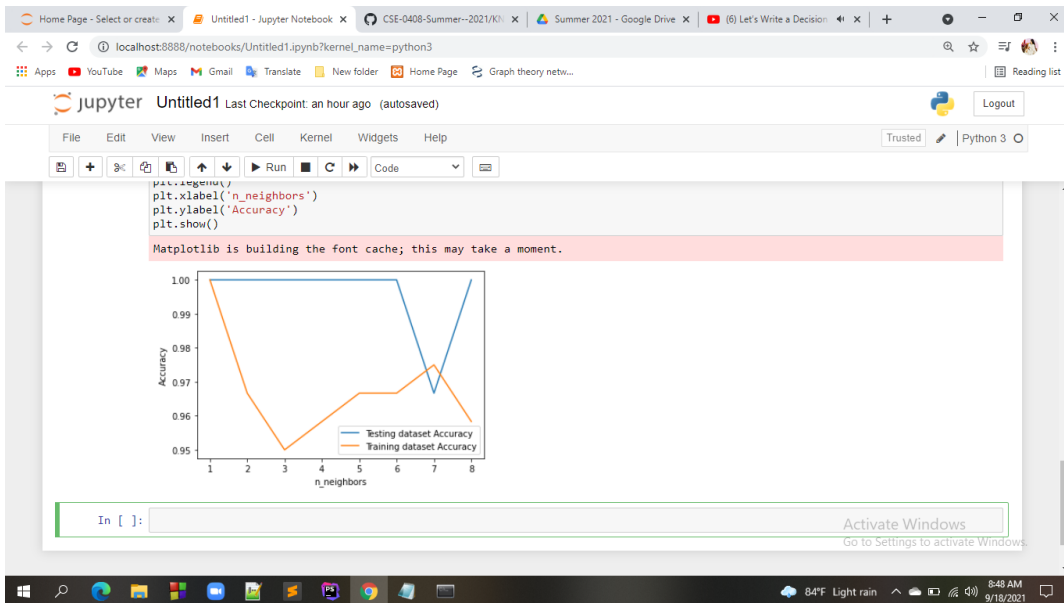 Home Page - Select or create
Untitled1 - Jupyter Notebook
CSE-0408-Summer--2021/KN
Summer 2021 - Google Drive
(6) Let's Write a Decision
localhost:8888/notebooks/Untitled1.ipynb?kernel_name=python3
Apps YouTube Maps Gmail Translate New folder Home Page Graph theory netw... Reading list
Jupyter Untitled1 Last Checkpoint: an hour ago (autosaved) Logout
File Edit View Insert Cell Kernel Widgets Help Trusted Python 3
Run Code
plt.legend()
plt.xlabel('n_neighbors')
plt.ylabel('Accuracy')
plt.show()
Matplotlib is building the font cache; this may take a moment.
1.00
0.99
0.98
0.97
0.96
0.95
Accuracy
Testing dataset Accuracy
Training dataset Accuracy
1 2 3 4 5 6 7 8
n_neighbors
In [ ]:
Activate Windows
Go to Settings to activate Windows.
PS
84°F Light rain
8:48 AM
9/18/2021